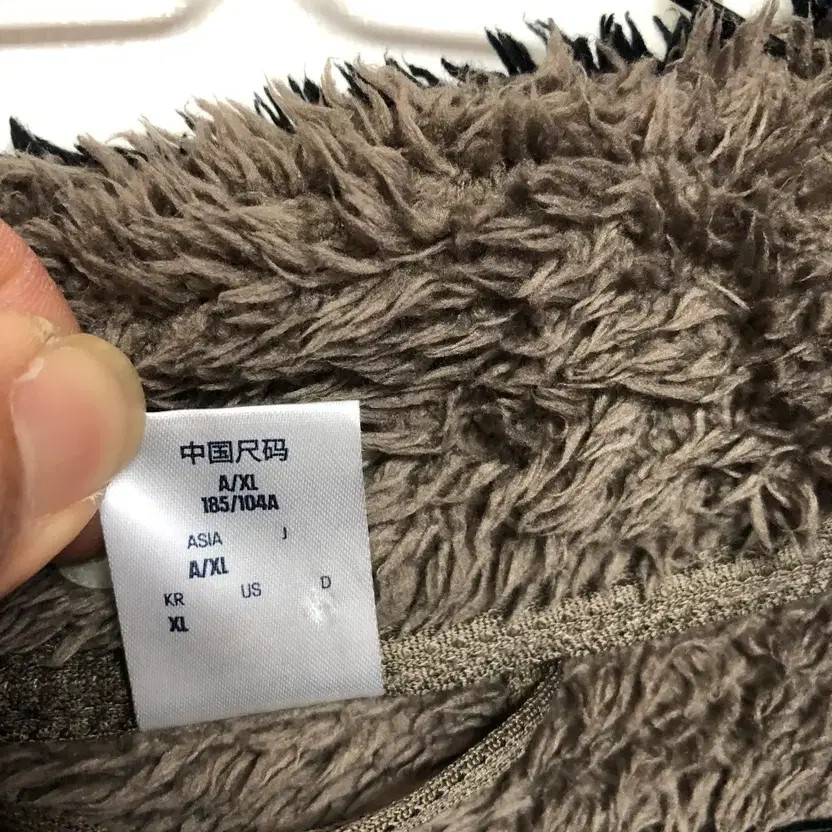 中国尺码
A/XL
185/104A
ASIA J
A/XL
KR US D
XL